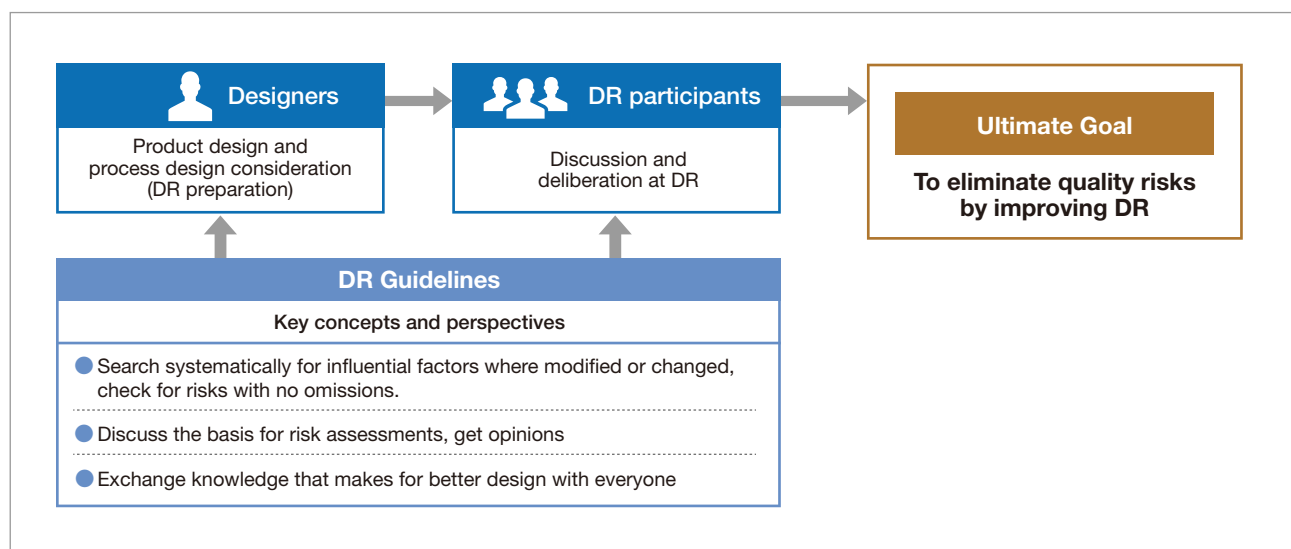 Designers
Product design and
process design consideration
(DR preparation)
DR participants
Discussion and
deliberation at DR
Ultimate Goal
To eliminate quality risks
by improving DR
DR Guidelines
Key concepts and perspectives
Search systematically for influential factors where modified or changed,
check for risks with no omissions.
Discuss the basis for risk assessments, get opinions
Exchange knowledge that makes for better design with everyone